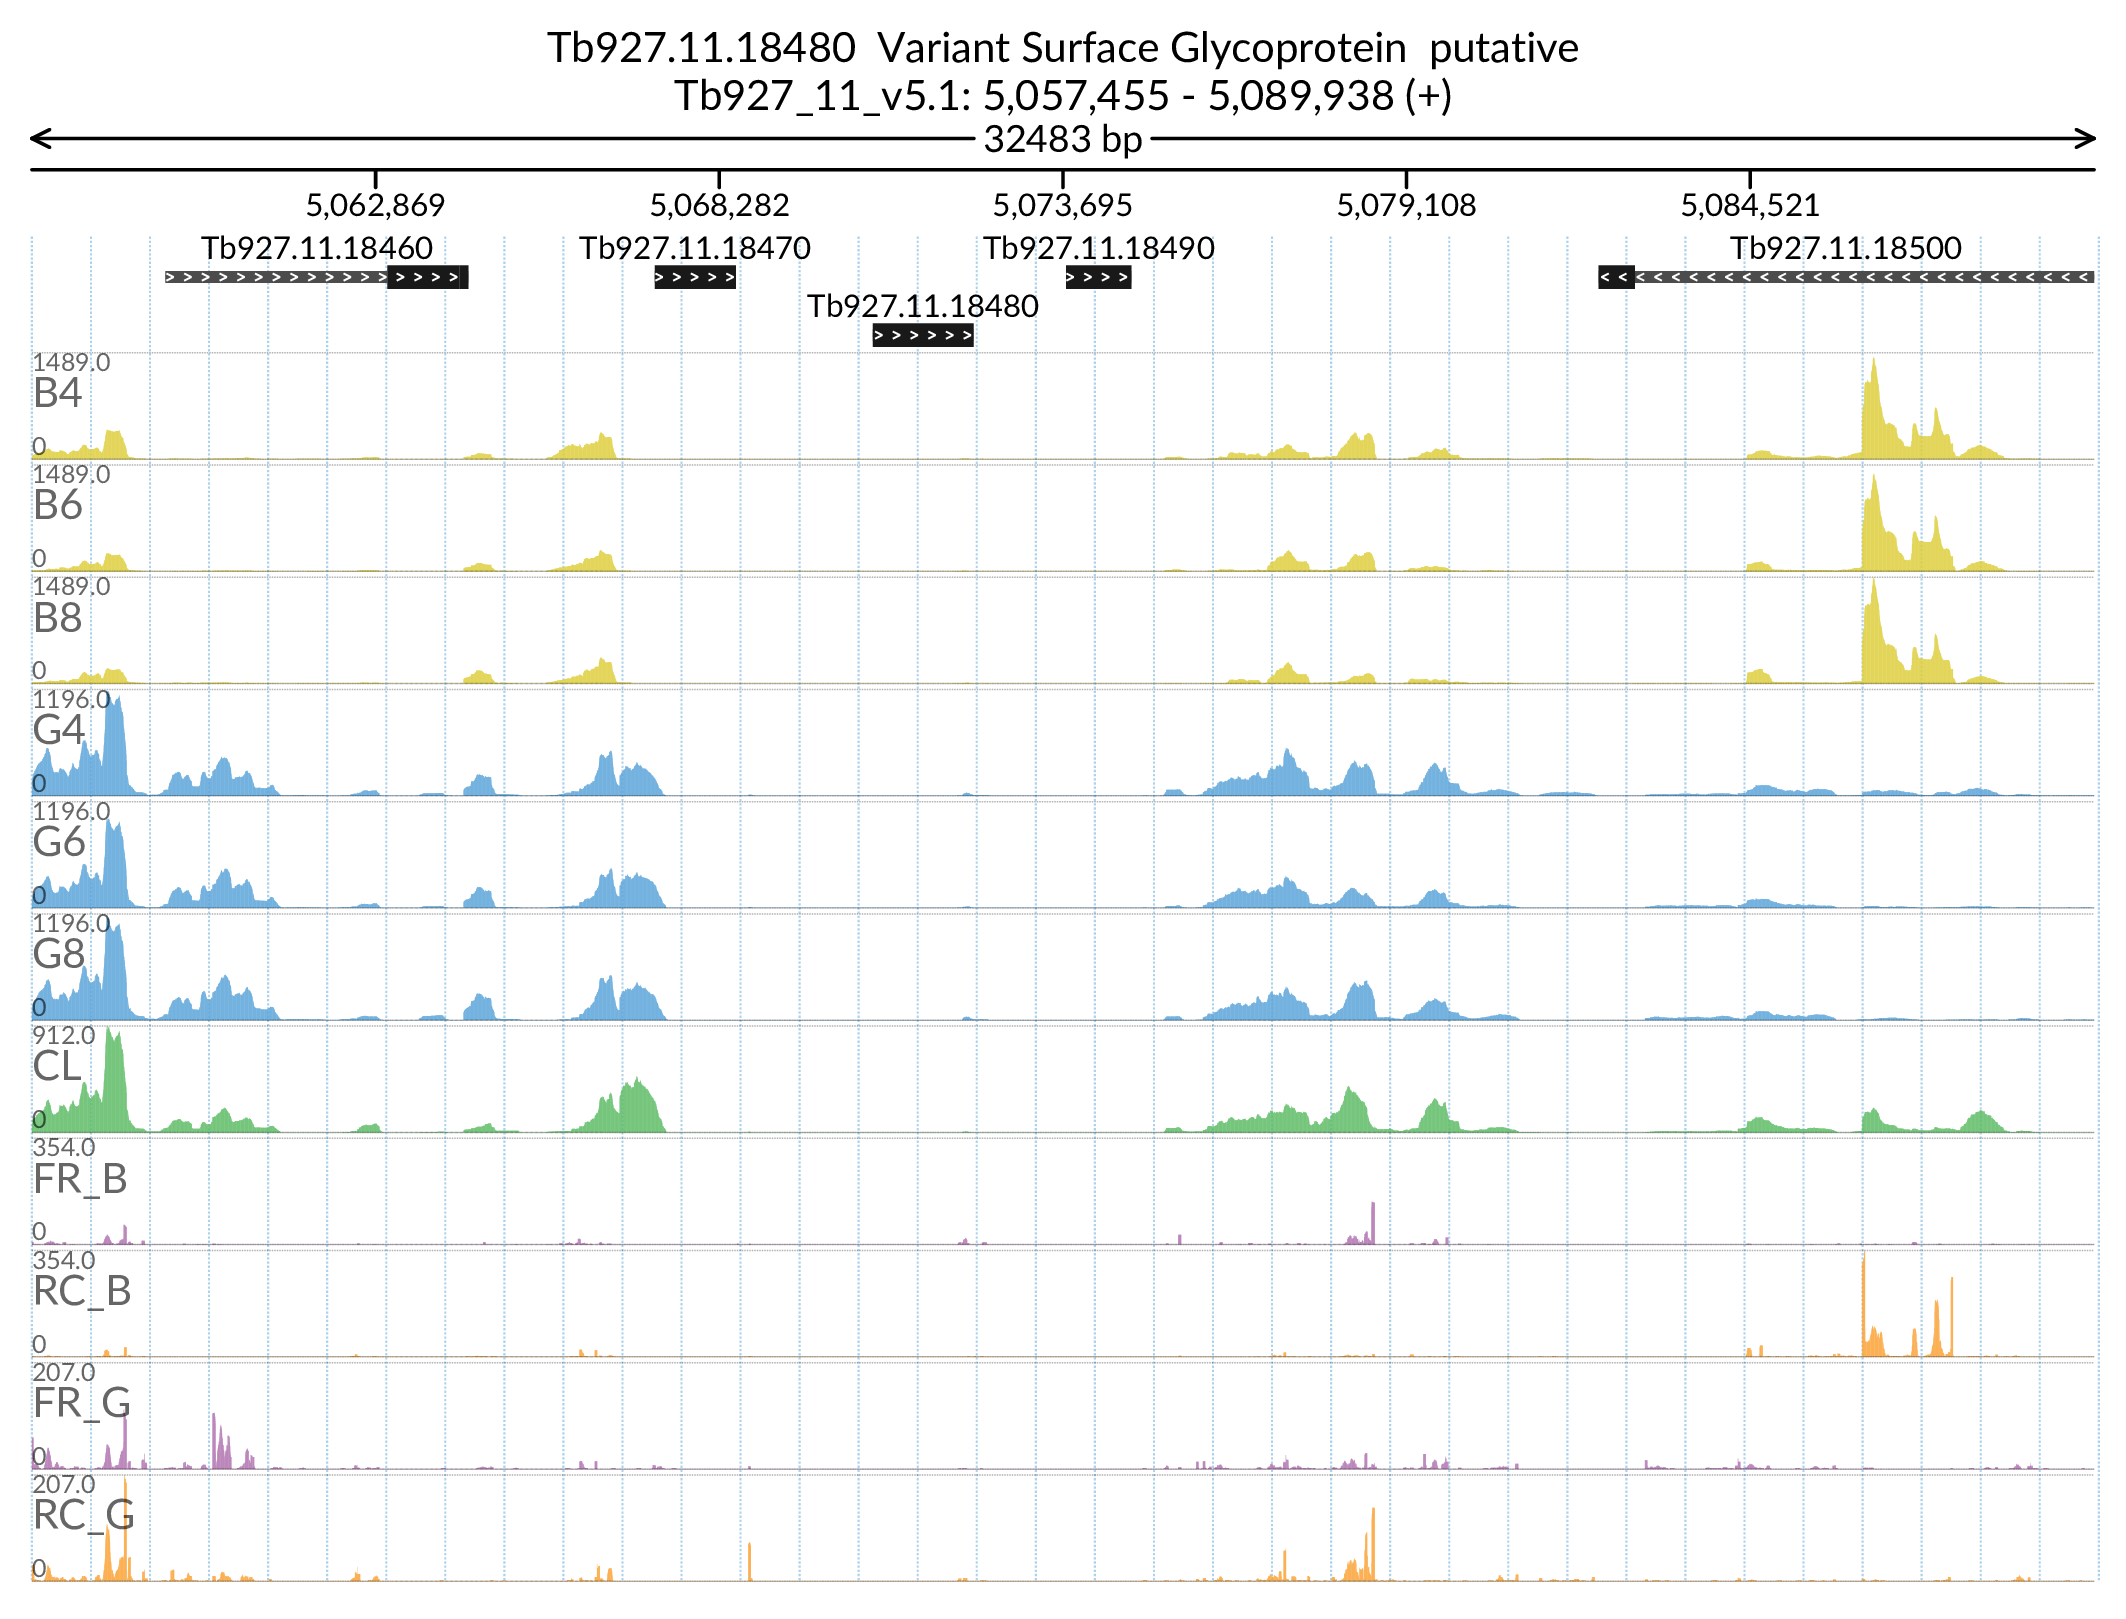 Tb927.11.18480  Variant Surface Glycoprotein  putative
Tb927_11_v5.1: 5,057,455 - 5,089,938 (+)
32483 bp
5,062,869 5,068,282 5,073,695 5,079,108 5,084,521
Tb927.11.18460 Tb927.11.18470 Tb927.11.18490 Tb927.11.18500
Tb927.11.18480
1489.0
B4
0
1489.0
B6
0
1489.0
B8
0
1196.0
G4
0
1196.0
G6
0
1196.0
G8
0
912.0
CL
0
354.0
FR_B
0
354.0
RC_B
0
207.0
FR_G
0
207.0
RC_G
0